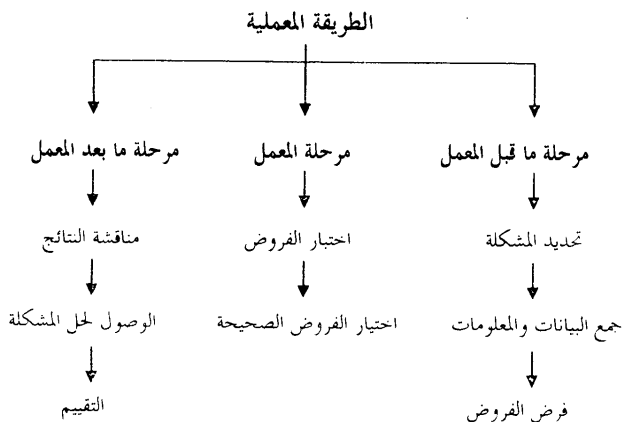 الطريقة المعملية
مرحلة ما قبل المعمل
مرحلة المعمل
مرحلة ما بعد المعمل
تحديد المشكلة
اختبار الفروض
مناقشة النتائج
جمع البيانات والمعلومات
اختيار الفروض الصحيحة
الوصول لحل المشكلة
فرض الفروض
التقييم